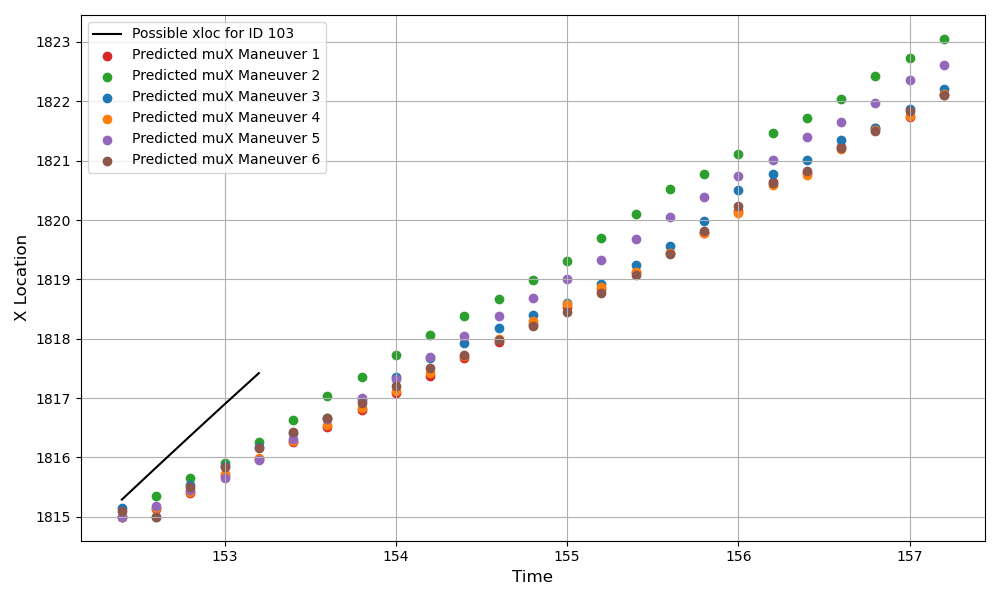 Possible xloc for ID 103
Predicted muX Maneuver 1
Predicted muX Maneuver 2
Predicted muX Maneuver 3
Predicted muX Maneuver 4
Predicted muX Maneuver 5
Predicted muX Maneuver 6
X Location
1823
1822
1821
1820
1819
1818
1817
1816
1815
153 154 155 156 157
Time